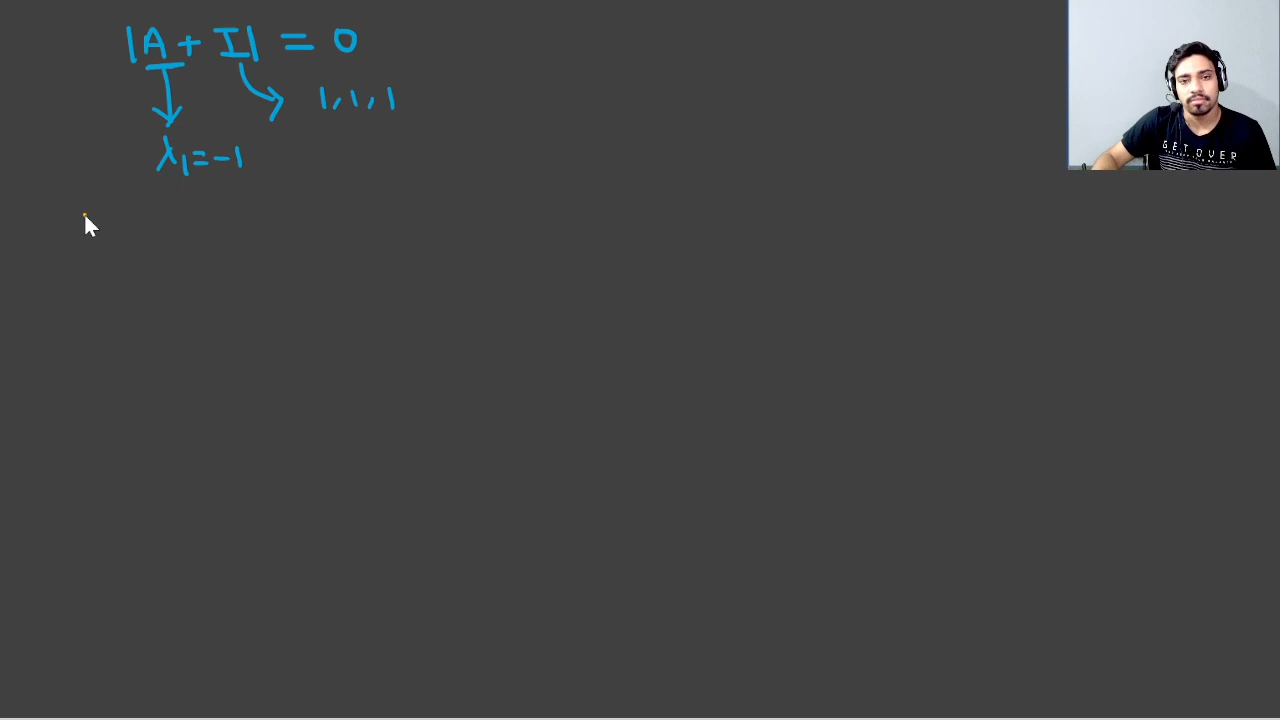 |A + I| = 0
1, 1, 1
λ₁ = -1
GET OVER